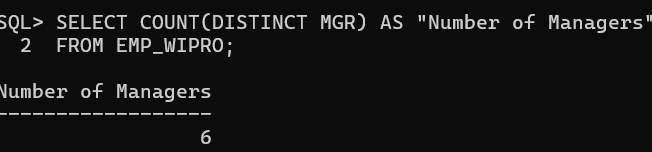 SQL> SELECT COUNT(DISTINCT MGR) AS "Number of Managers"
  2  FROM EMP_WIPRO;
Number of Managers
------------------
                 6